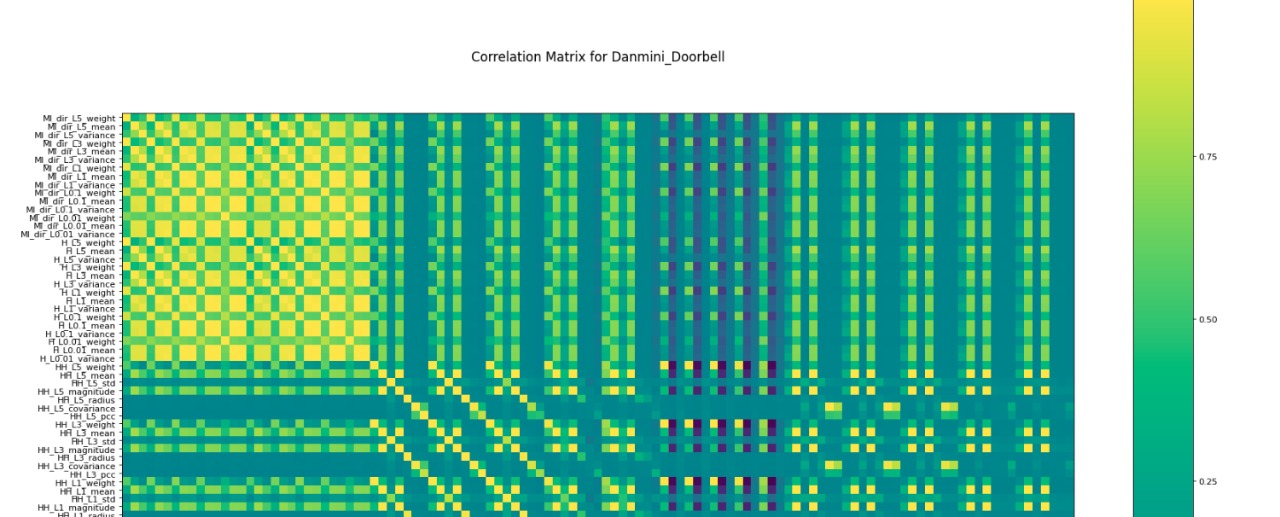 Correlation Matrix for Danmini_Doorbell
MI_dir_L5_weight
MI_dir_L5_mean
MI_dir_L5_variance
MI_dir_L3_weight
MI_dir_L3_mean
MI_dir_L3_variance
MI_dir_L1_weight
MI_dir_L1_mean
MI_dir_L1_variance
MI_dir_L0.1_weight
MI_dir_L0.1_mean
MI_dir_L0.1_variance
MI_dir_L0.01_weight
MI_dir_L0.01_mean
MI_dir_L0.01_variance
H_L5_weight
H_L5_mean
H_L5_variance
H_L3_weight
H_L3_mean
H_L3_variance
H_L1_weight
H_L1_mean
H_L1_variance
H_L0.1_weight
H_L0.1_mean
H_L0.1_variance
H_L0.01_weight
H_L0.01_mean
H_L0.01_variance
HH_L5_weight
HH_L5_mean
HH_L5_std
HH_L5_magnitude
HH_L5_radius
HH_L5_covariance
HH_L5_pcc
HH_L3_weight
HH_L3_mean
HH_L3_std
HH_L3_magnitude
HH_L3_radius
HH_L3_covariance
HH_L3_pcc
HH_L1_weight
HH_L1_mean
HH_L1_std
HH_L1_magnitude
HH_L1_radius
0.75
0.50
0.25